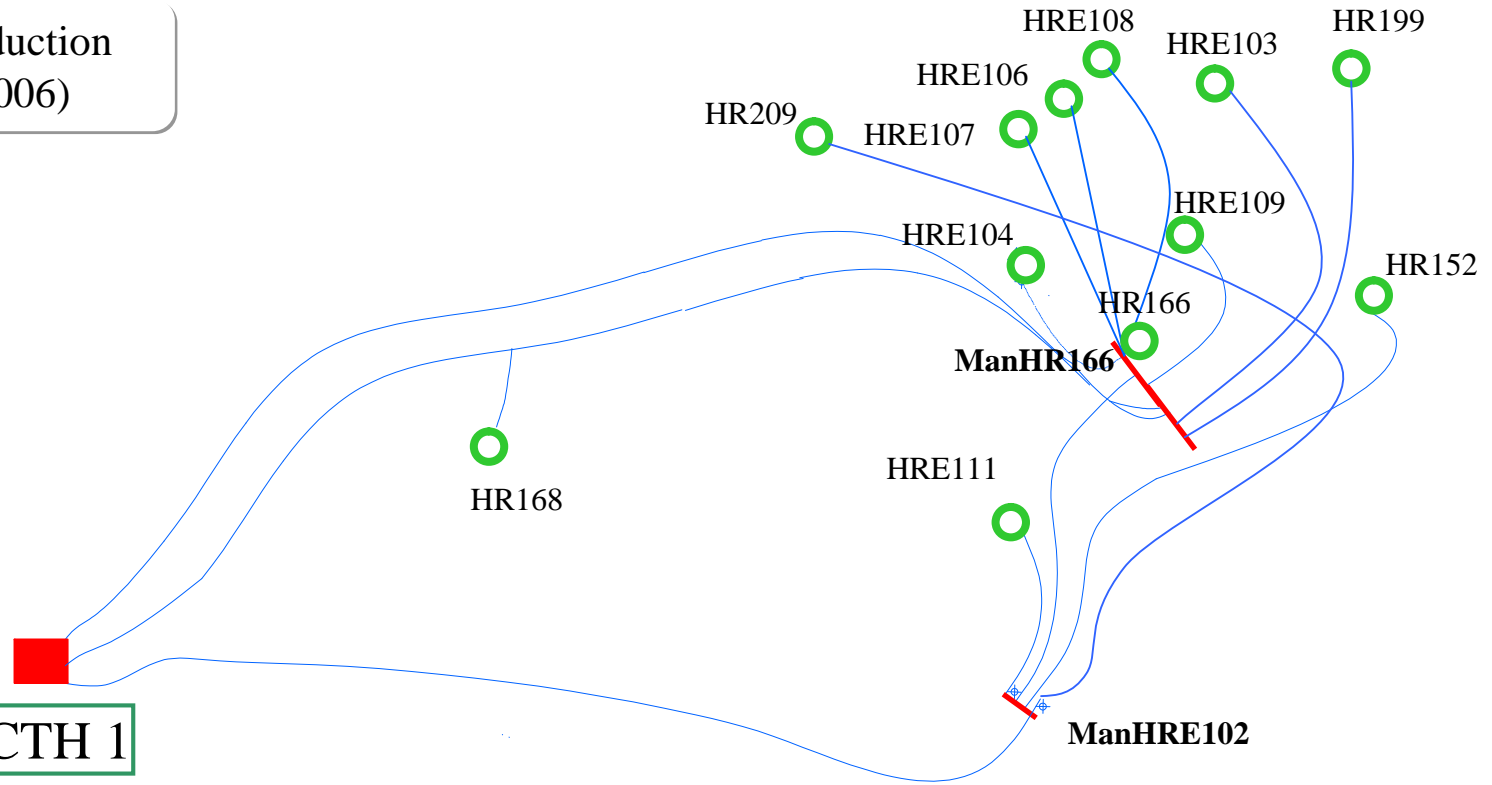 duction
006)
HRE108
HR199
HRE103
HRE106
HR209
HRE107
HRE109
HRE104
HR152
HR166
ManHR166
HRE111
HR168
CTH 1
ManHRE102